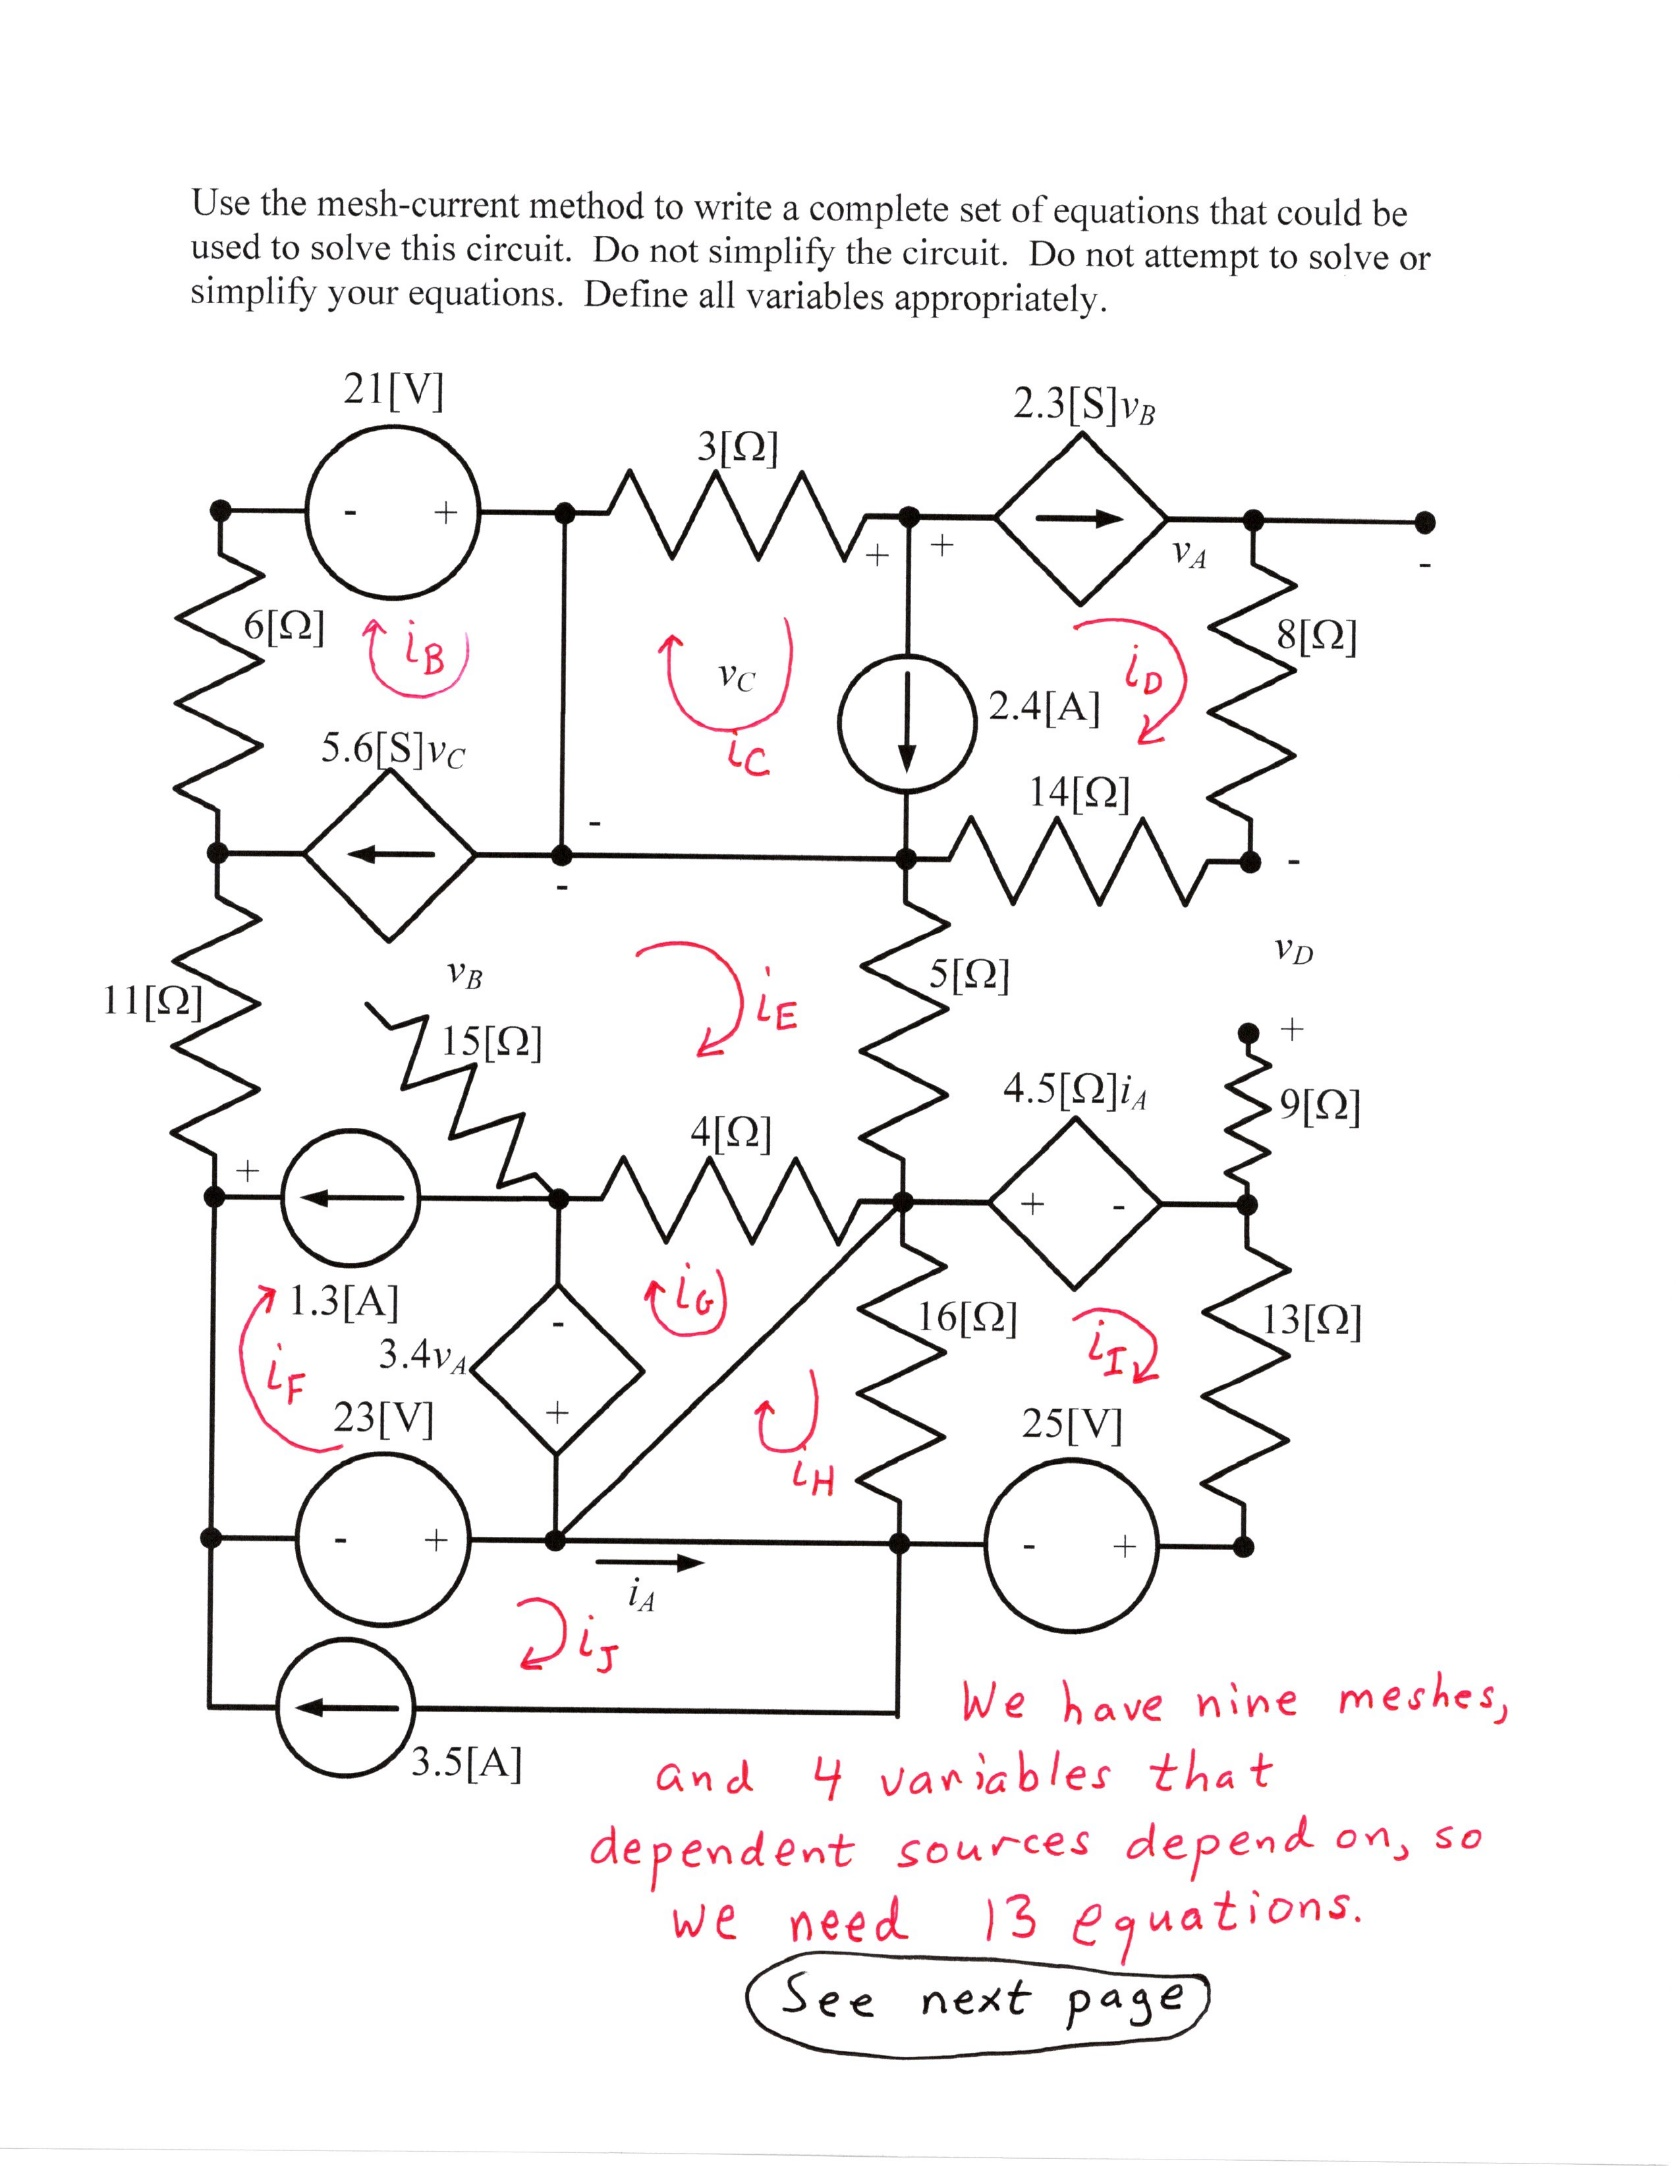 Use the mesh-current method to write a complete set of equations that could be
used to solve this circuit.  Do not simplify the circuit.  Do not attempt to solve or
simplify your equations.  Define all variables appropriately.
21[V]
2.3[S]vB
3[Ω]
- +
+ +
vA
-
6[Ω]
iB
vC
iC
iD
8[Ω]
2.4[A]
5.6[S]vC
14[Ω]
-
-
-
vB
vD
11[Ω]
5[Ω]
iE
15[Ω]
+
4.5[Ω]iA
9[Ω]
4[Ω]
+
+ -
1.3[A]
iG
16[Ω]
13[Ω]
-
iI
3.4vA
iF
+
23[V]
25[V]
iH
- +
- +
iA
iJ
3.5[A]
We have nine meshes,
and 4 variables that
dependent sources depend on, so
we need 13 equations.
See next page